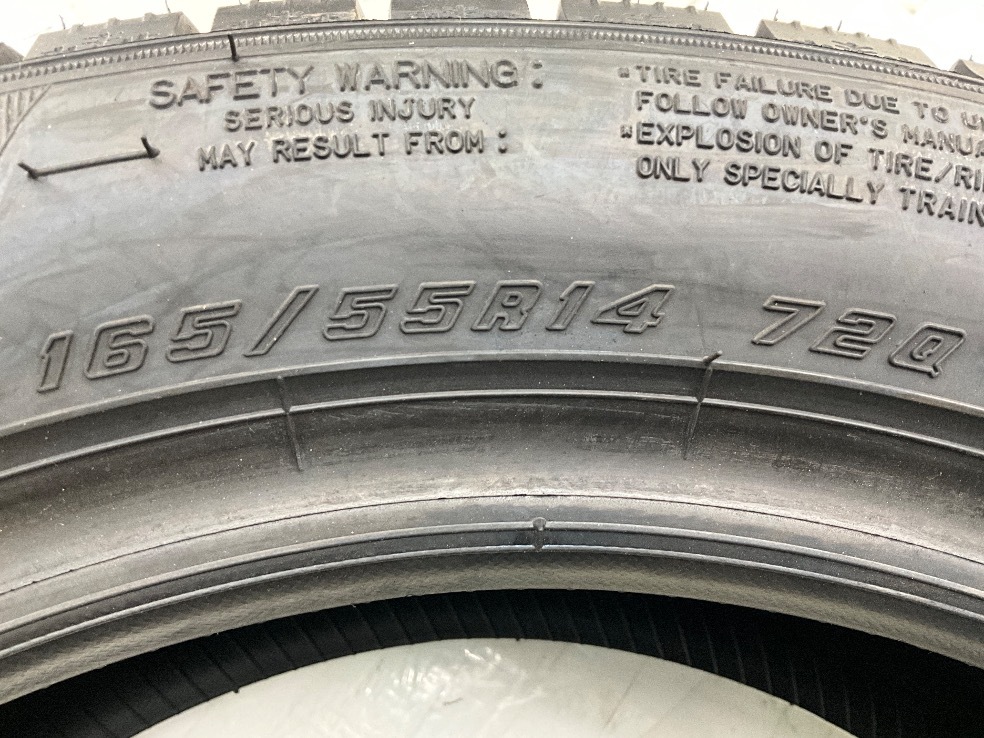 SAFETY WARNING:
SERIOUS INJURY
MAY RESULT FROM:
*TIRE FAILURE DUE TO
FOLLOW OWNER'S
*EXPLOSION OF TIRE/
ONLY SPECIALLY
165/55R14 72Q